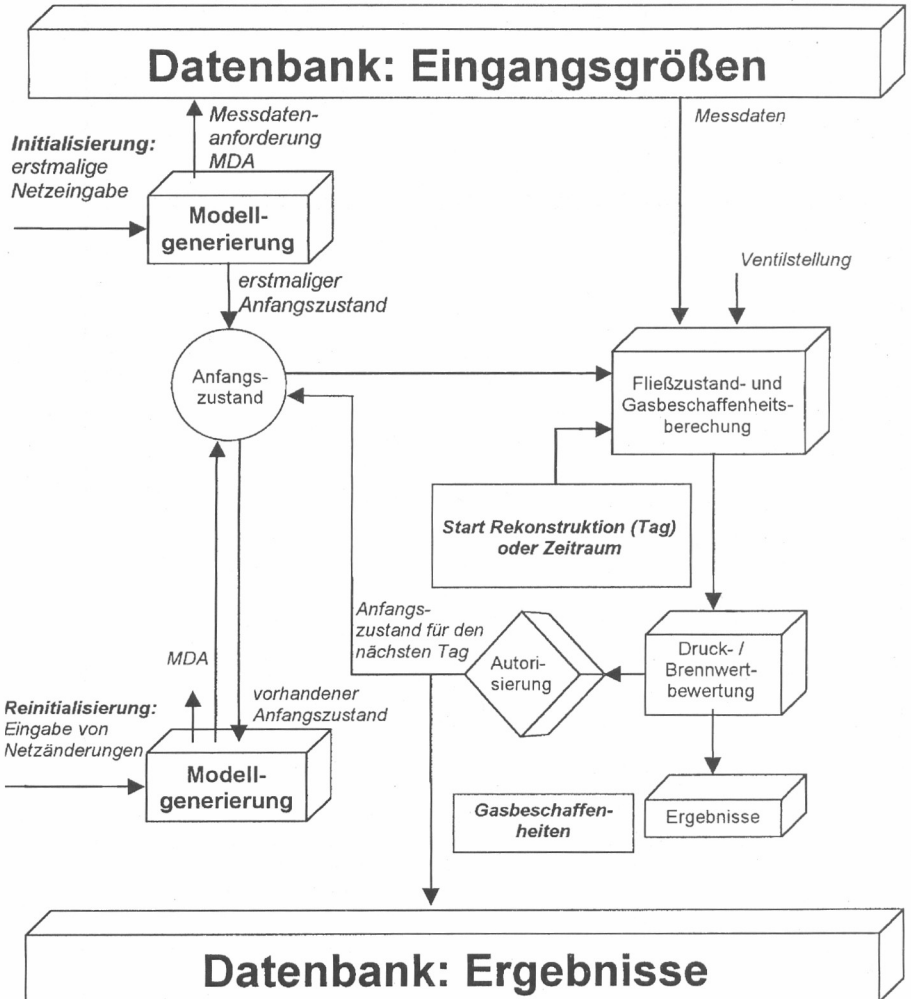 Datenbank: Eingangsgrößen
Messdaten-
anforderung
MDA
Messdaten
Initialisierung:
erstmalige
Netzeingabe
Modell-
generierung
Ventilstellung
erstmaliger
Anfangszustand
Anfangs-
zustand
Fließzustand- und
Gasbeschaffenheits-
berechung
Start Rekonstruktion (Tag)
oder Zeitraum
Anfangs-
zustand für den
nächsten Tag
Autori-
sierung
Druck- /
Brennwert-
bewertung
MDA
vorhandener
Anfangszustand
Reinitialisierung:
Eingabe von
Netzänderungen
Modell-
generierung
Gasbeschaffen-
heiten
Ergebnisse
Datenbank: Ergebnisse